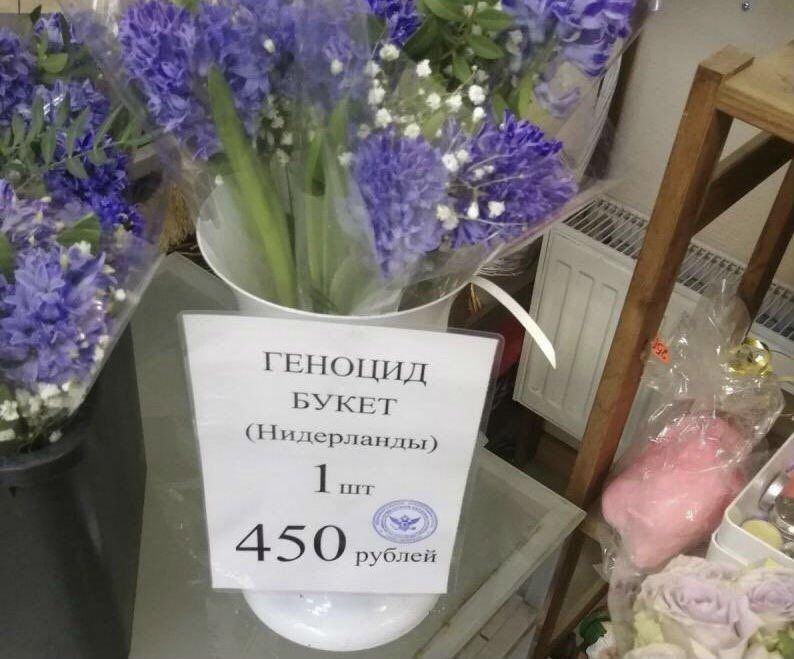 ГЕНОЦИД
БУКЕТ
(Нидерланды)
1 шт
450 рублей